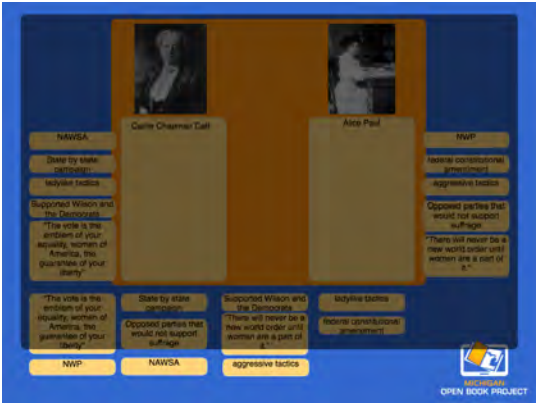 Carrie Chapman Catt
Alice Paul
NAWSA
State by state
campaign
ladylike tactics
Supported Wilson and
the Democrats
"The vote is the
emblem of your
equality, women of
America, the
guarantee of your
liberty"
NWP
federal constitutional
amendment
aggressive tactics
Opposed parties that
would not support
suffrage
"There will never be a
new world order until
women are a part of
it."
"The vote is the
emblem of your
equality, women of
America, the
guarantee of your
liberty"
State by state
campaign
Supported Wilson and
the Democrats
ladylike tactics
Opposed parties that
would not support
suffrage
"There will never be a
new world order until
women are a part of
it."
federal constitutional
amendment
NWP
NAWSA
aggressive tactics
MICHIGAN
OPEN BOOK PROJECT